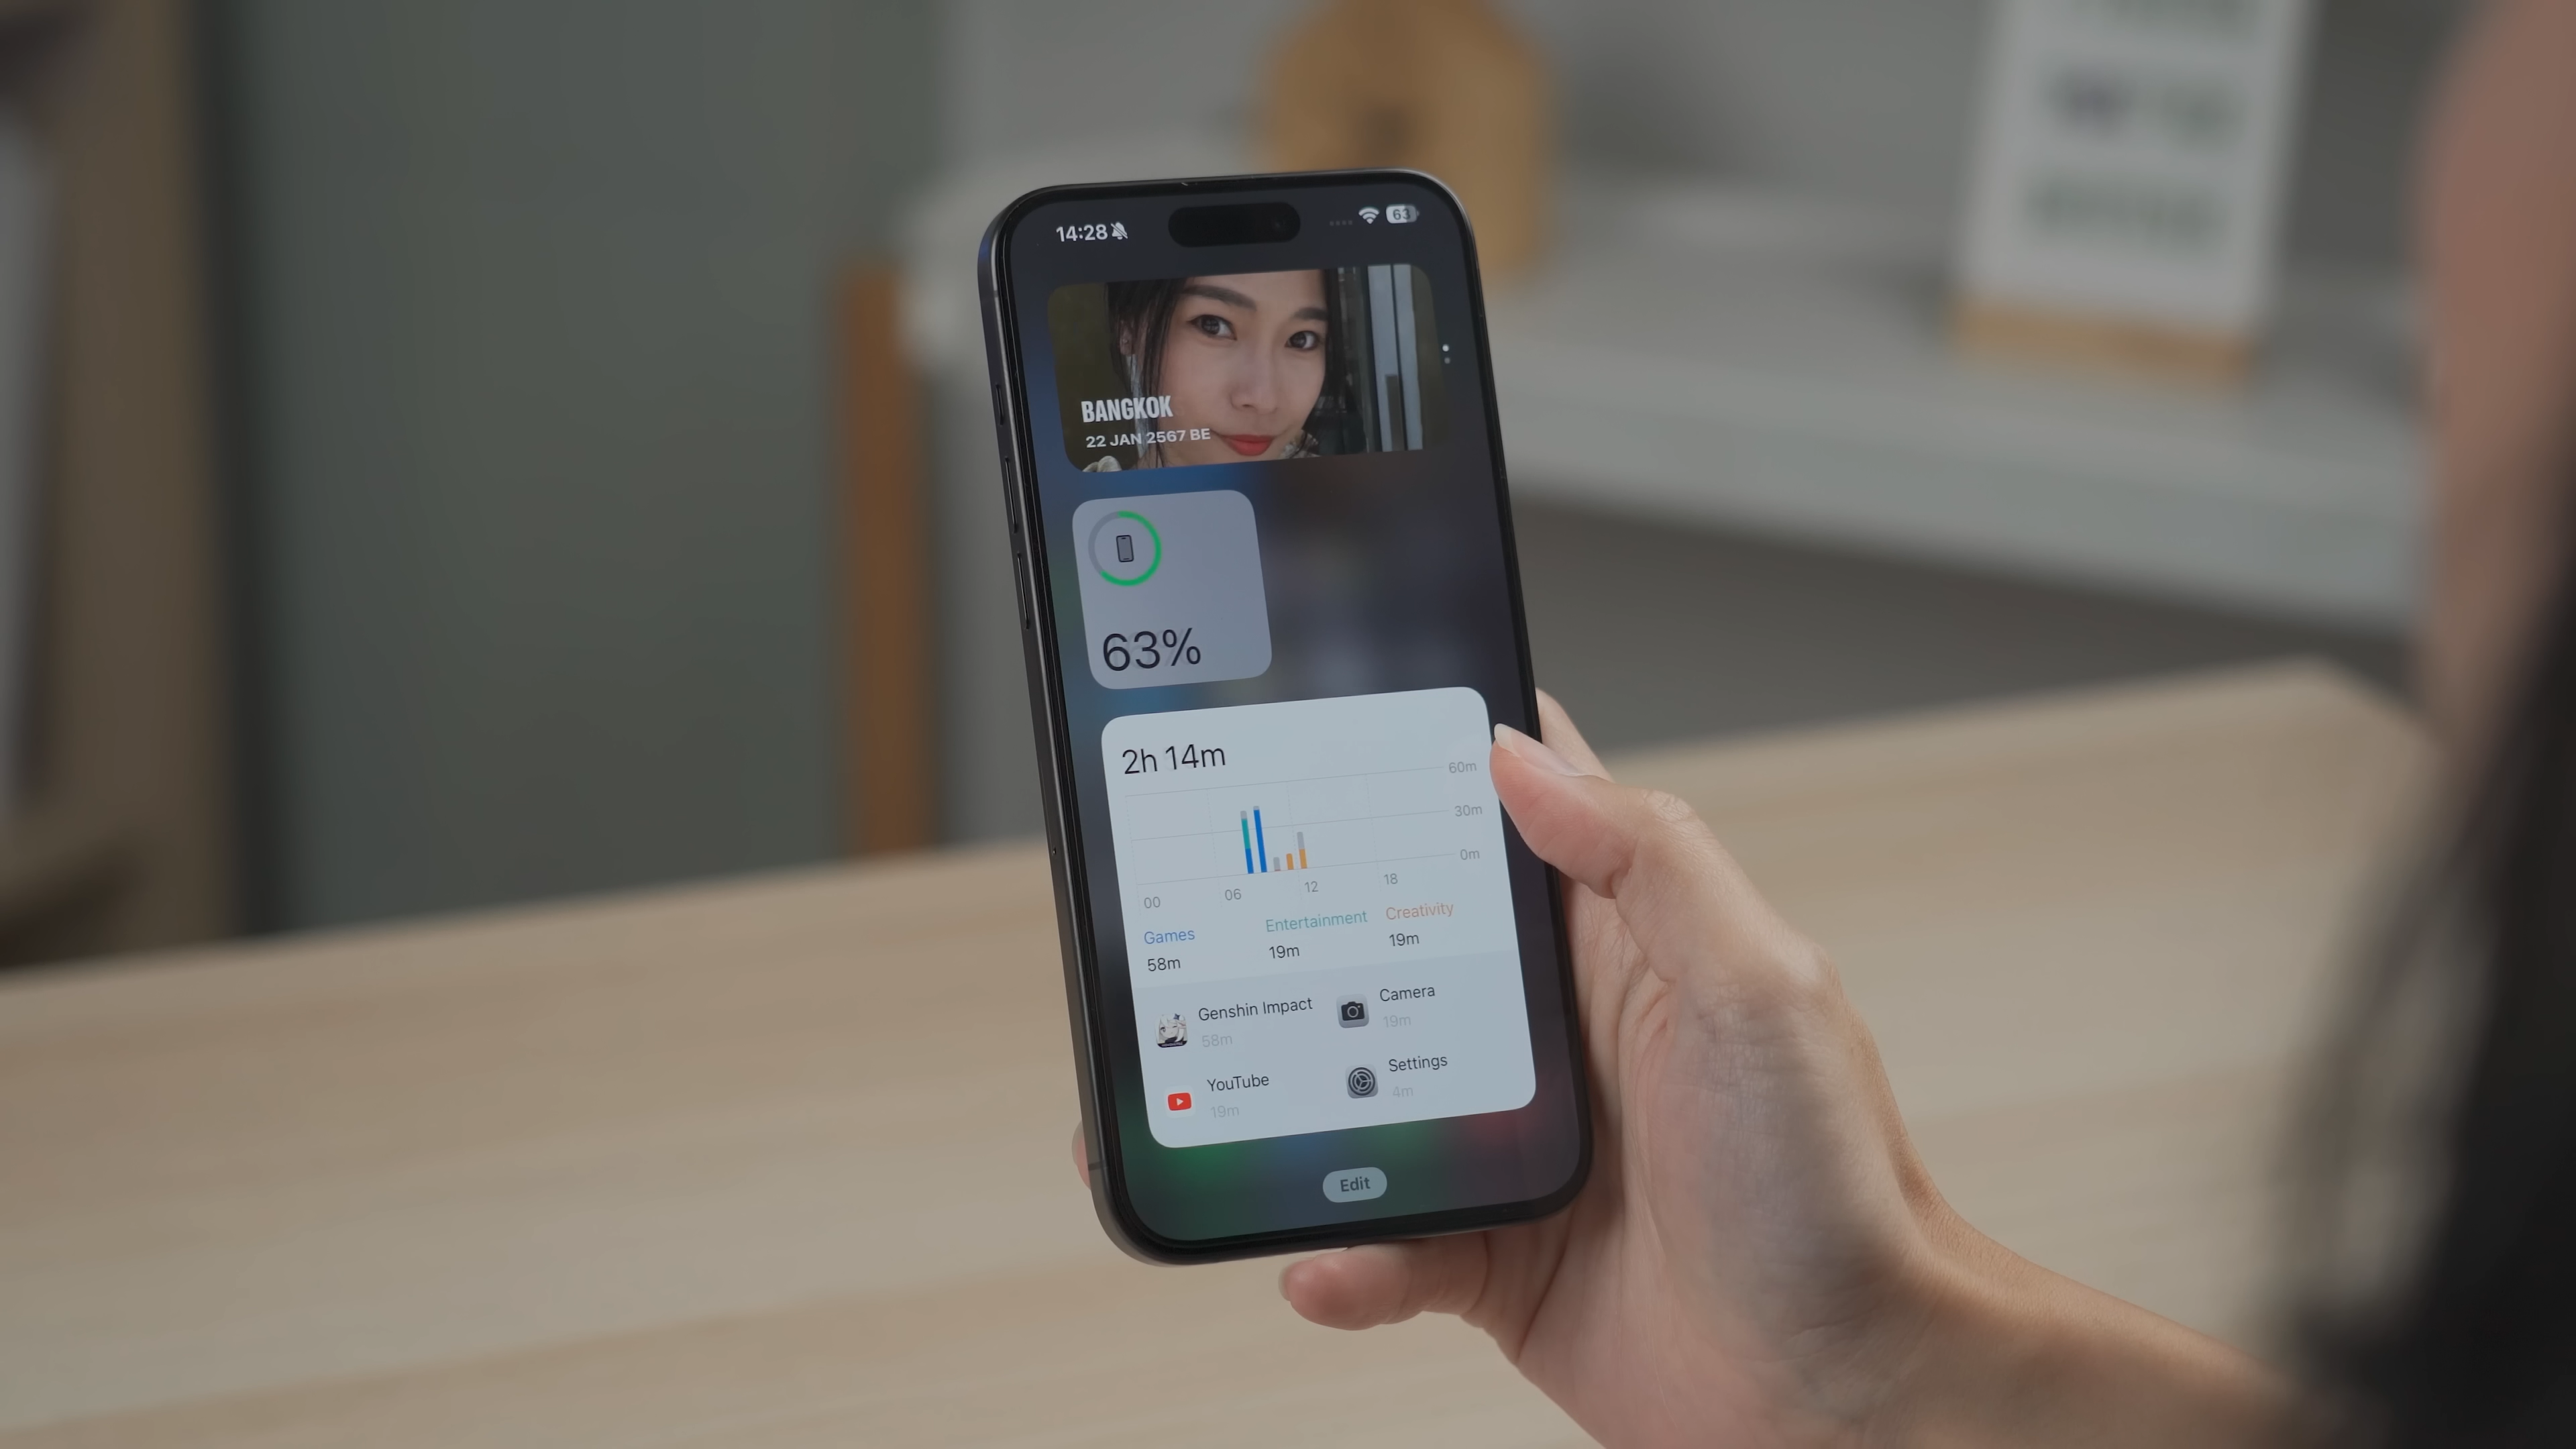 14:28
63
BANGKOK
22 JAN 2567 BE
63%
2h 14m
60m
30m
0m
00 06 12 18
Games Entertainment Creativity
58m 19m 19m
Genshin Impact Camera
58m 19m
YouTube Settings
19m 4m
Edit